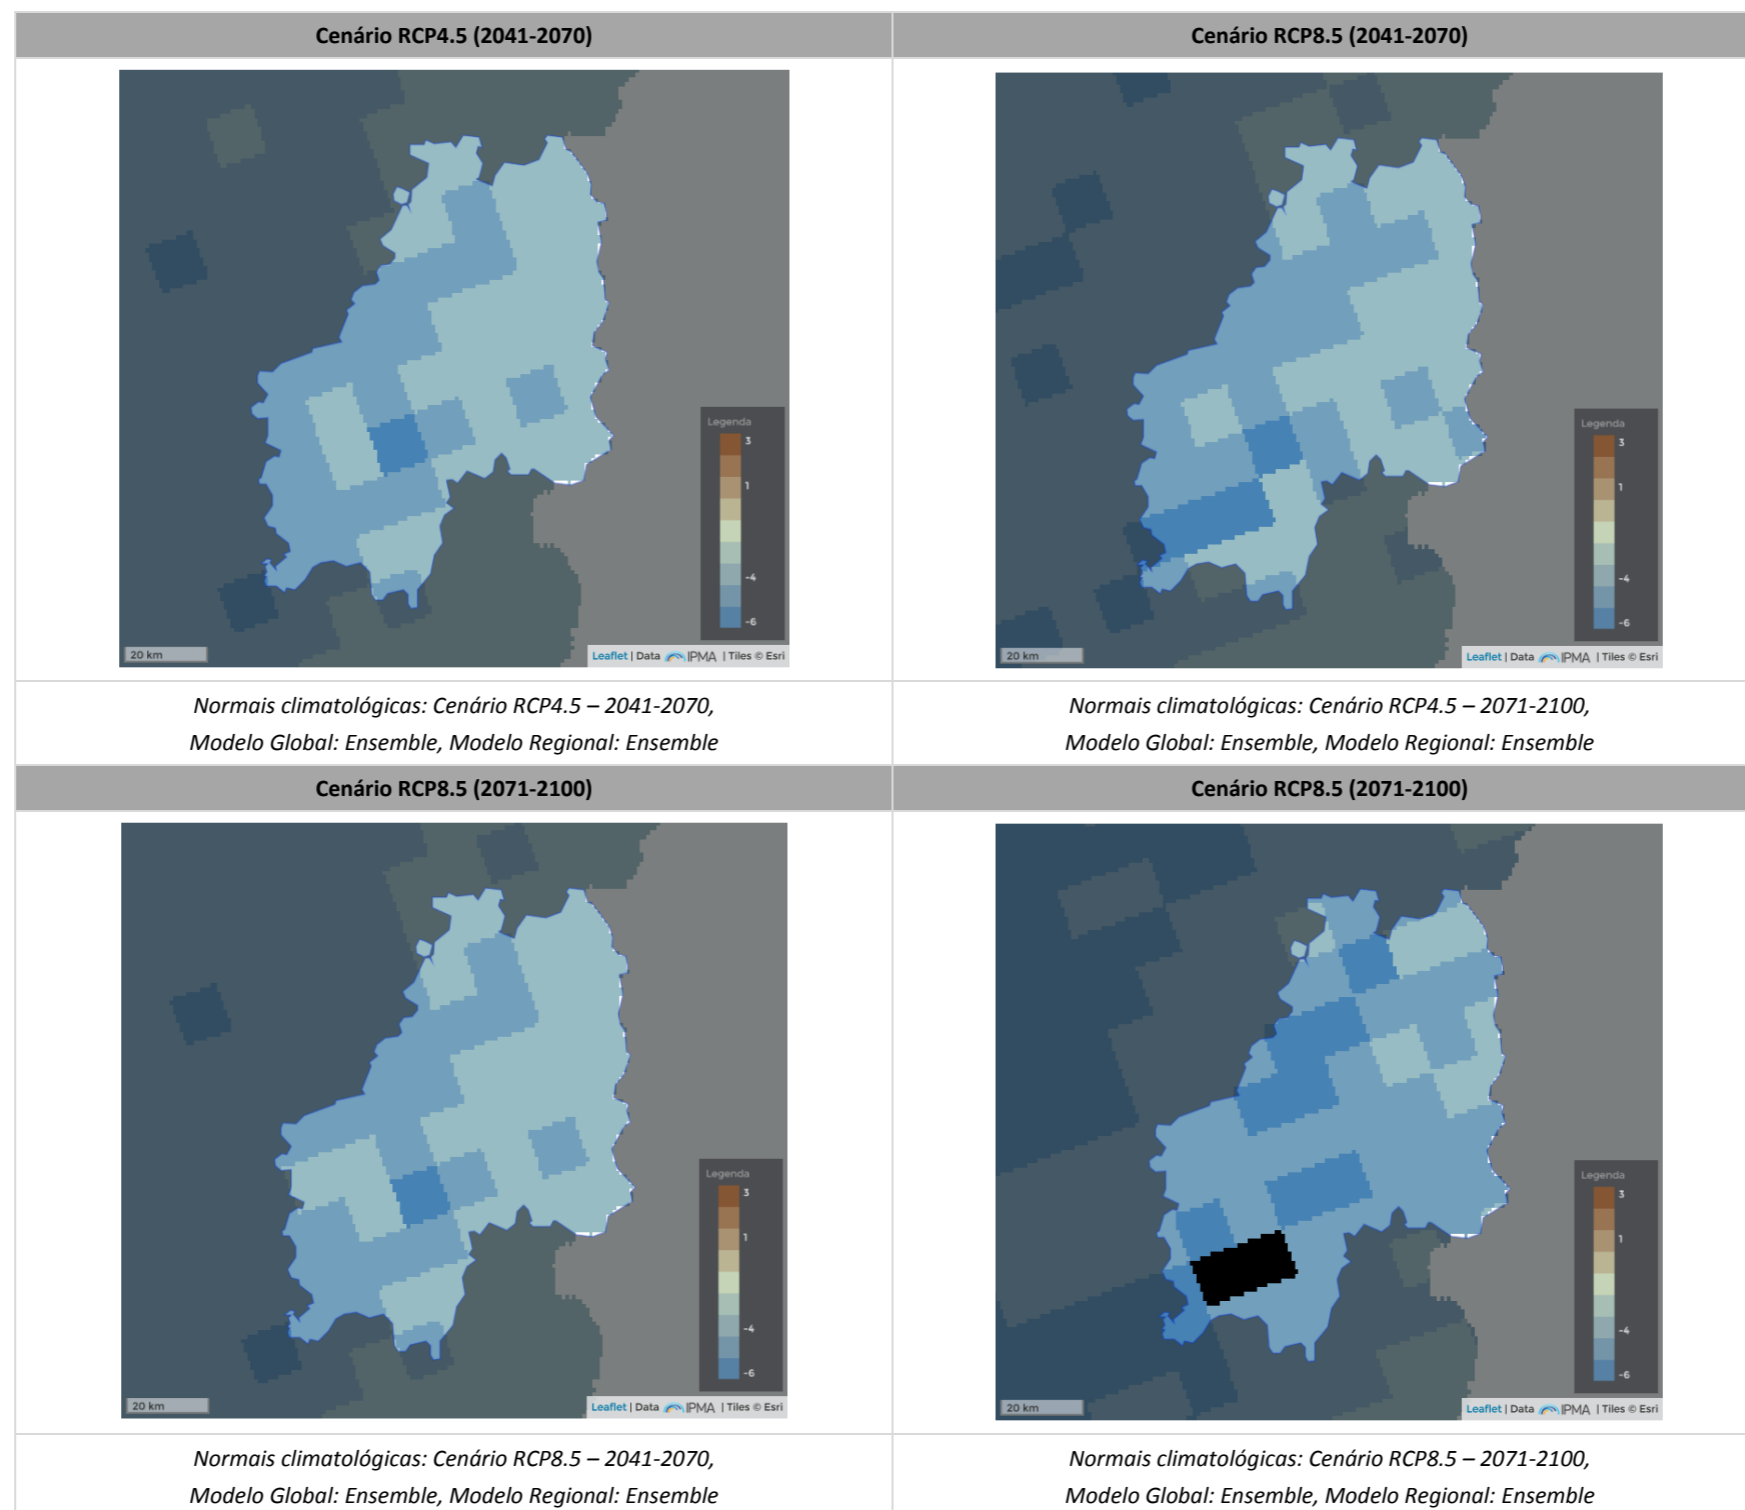 Cenário RCP4.5 (2041-2070)
Cenário RCP8.5 (2041-2070)
Legenda
3
1
-4
-6
20 km
Leaflet | Data IPMA | Tiles © Esri
Legenda
3
1
-4
-6
20 km
Leaflet | Data IPMA | Tiles © Esri
Normais climatológicas: Cenário RCP4.5 – 2041-2070,
Modelo Global: Ensemble, Modelo Regional: Ensemble
Normais climatológicas: Cenário RCP4.5 – 2071-2100,
Modelo Global: Ensemble, Modelo Regional: Ensemble
Cenário RCP8.5 (2071-2100)
Cenário RCP8.5 (2071-2100)
Legenda
3
1
-4
-6
20 km
Leaflet | Data IPMA | Tiles © Esri
Legenda
3
1
-4
-6
20 km
Leaflet | Data IPMA | Tiles © Esri
Normais climatológicas: Cenário RCP8.5 – 2041-2070,
Modelo Global: Ensemble, Modelo Regional: Ensemble
Normais climatológicas: Cenário RCP8.5 – 2071-2100,
Modelo Global: Ensemble, Modelo Regional: Ensemble